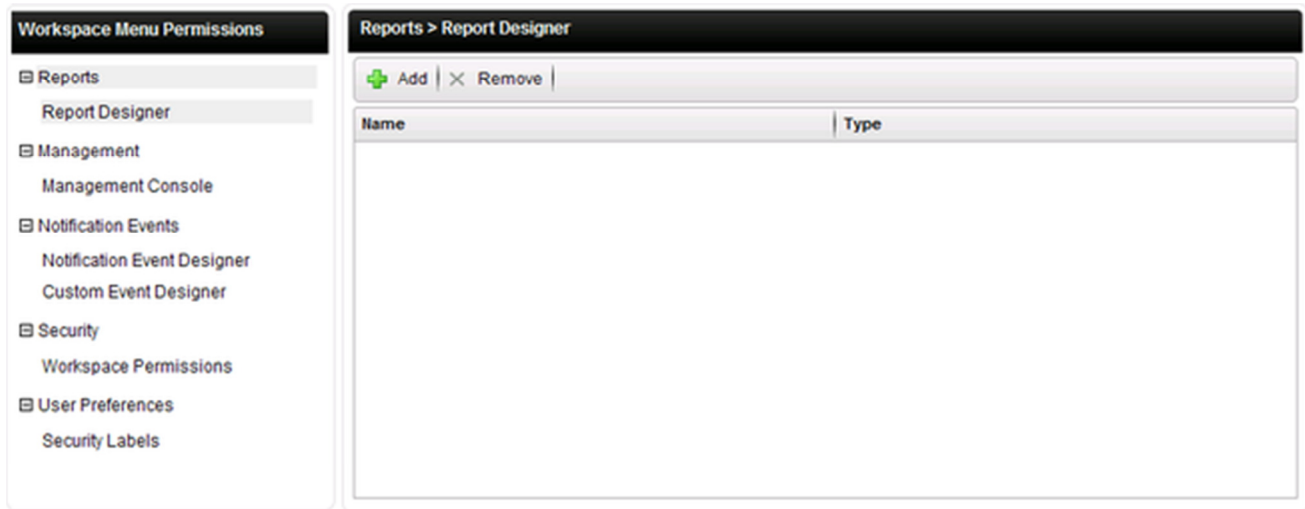 Workspace Menu Permissions
Reports
Report Designer
Management
Management Console
Notification Events
Notification Event Designer
Custom Event Designer
Security
Workspace Permissions
User Preferences
Security Labels
Reports > Report Designer
Add Remove
Name Type